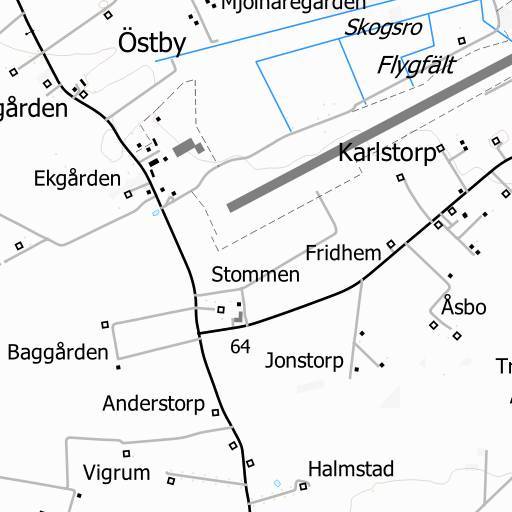 Mjölnaregården
Skogsro
Östby
Flygfält
gården
Karlstorp
Ekgården
Fridhem
Stommen
Åsbo
64
Baggården
Jonstorp
Anderstorp
Vigrum
Halmstad